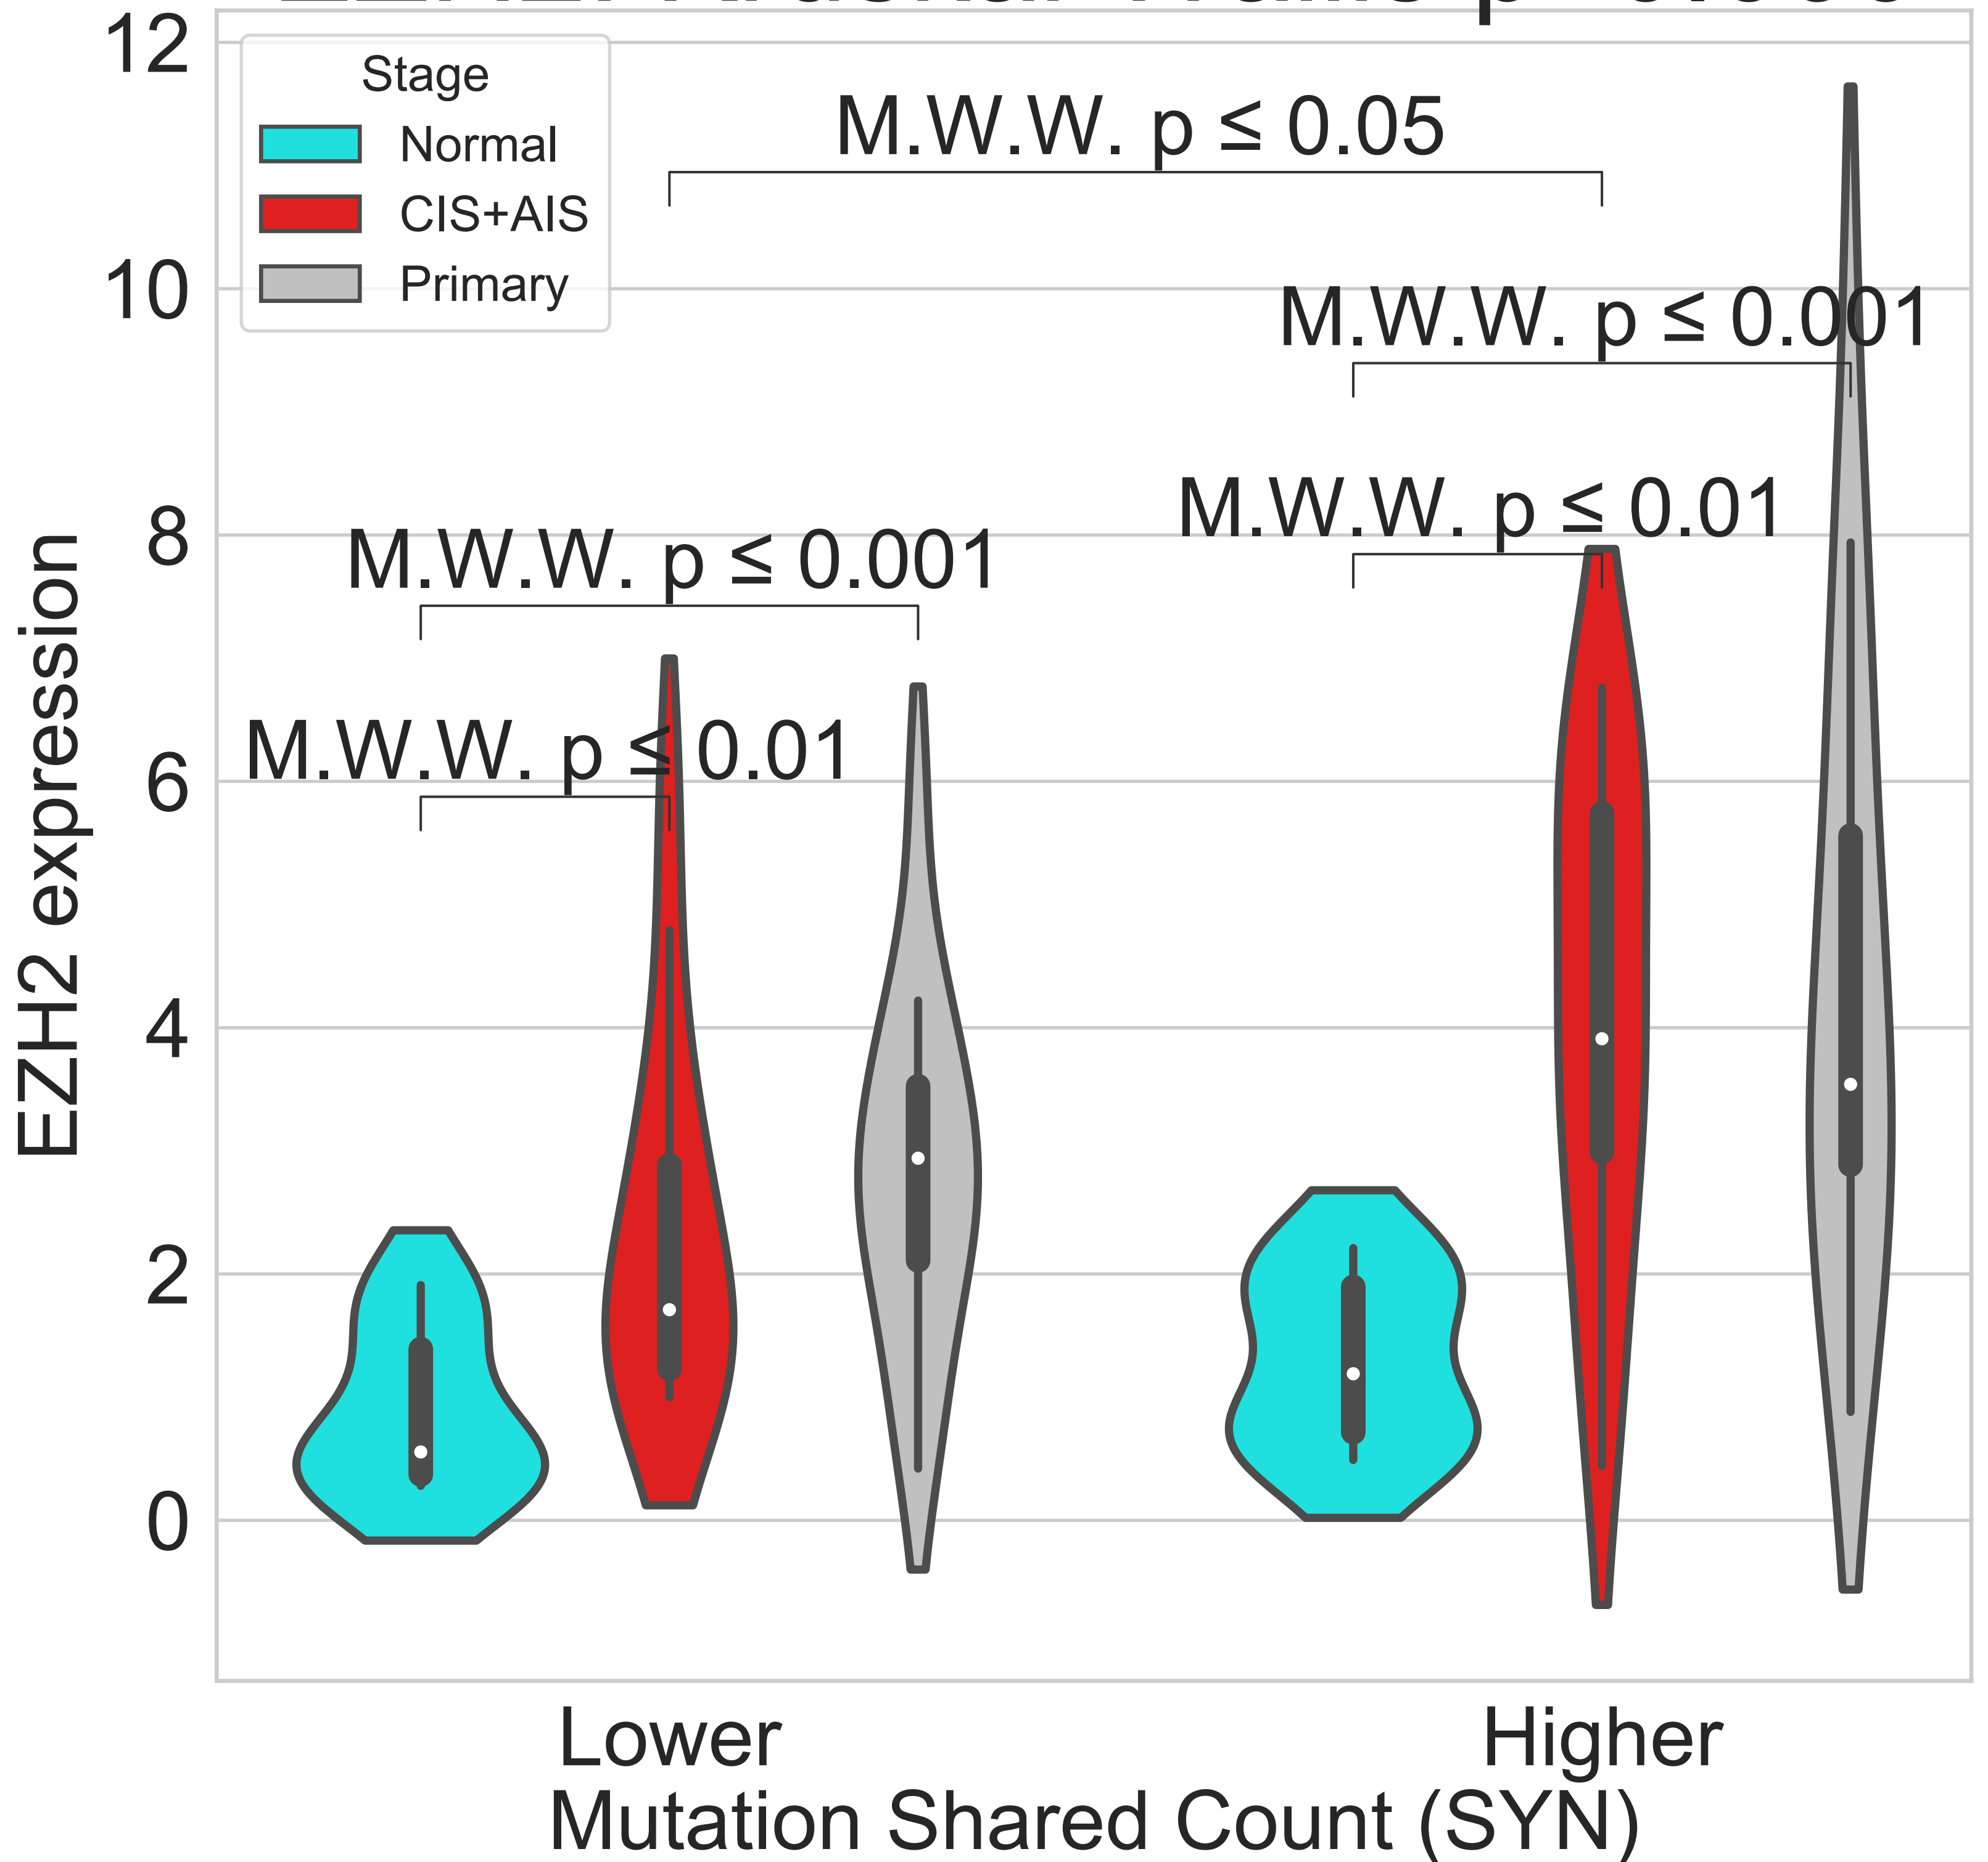 12
Stage
Normal
CIS+AIS
Primary
M.W.W. p ≤ 0.05
10
M.W.W. p ≤ 0.001
M.W.W. p ≤ 0.01
8
M.W.W. p ≤ 0.001
M.W.W. p ≤ 0.01
6
4
2
0
EZH2 expression
Lower
Higher
Mutation Shared Count (SYN)